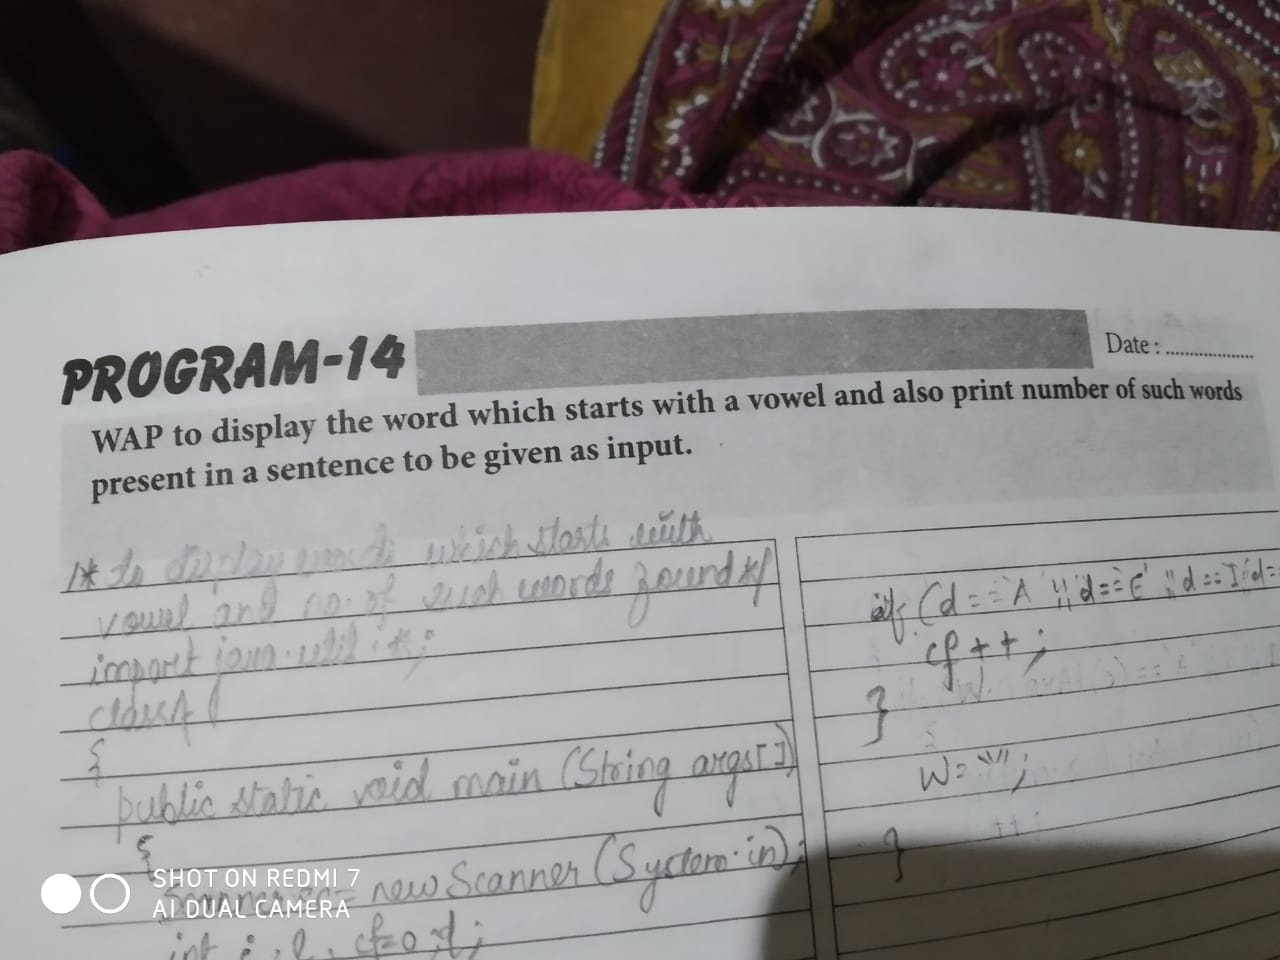 PROGRAM-14
Date : ...................
WAP to display the word which starts with a vowel and also print number of such words
present in a sentence to be given as input.
/* to display words which starts with
vowel and no. of such words found */
import java.util.*;
class A
{
public static void main (String args[])
{
= new Scanner (System.in);
int i, l, cf=0
if (d=='A' || d=='E' || d=='I' || d=
cf++;
}
W="";
}
SHOT ON REDMI 7
AI DUAL CAMERA